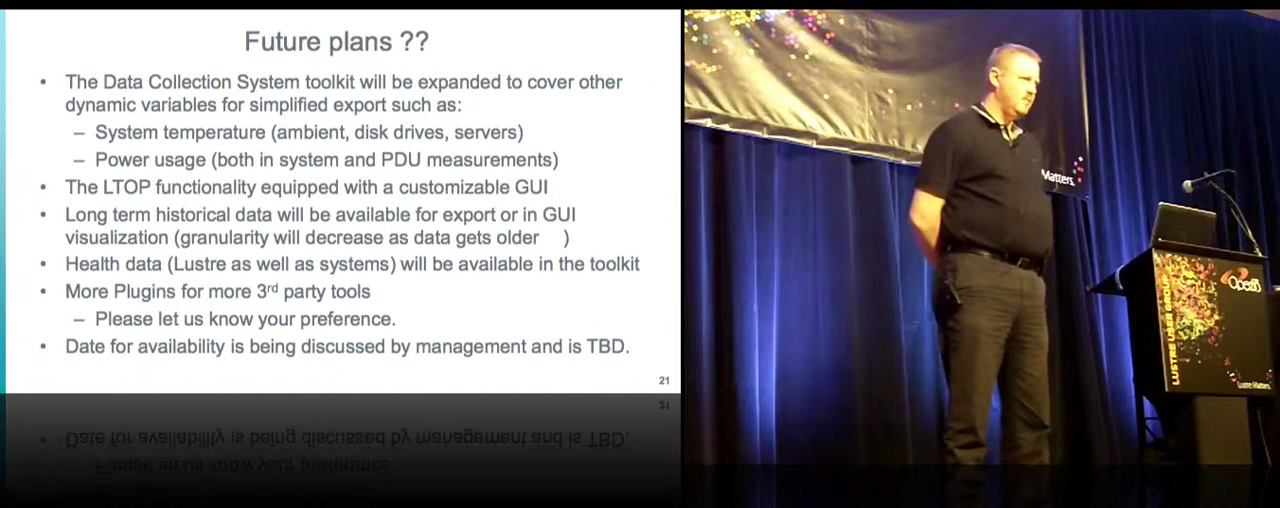 Future plans ??
• The Data Collection System toolkit will be expanded to cover other
dynamic variables for simplified export such as:
– System temperature (ambient, disk drives, servers)
– Power usage (both in system and PDU measurements)
• The LTOP functionality equipped with a customizable GUI
• Long term historical data will be available for export or in GUI
visualization (granularity will decrease as data gets older )
• Health data (Lustre as well as systems) will be available in the toolkit
• More Plugins for more 3rd party tools
– Please let us know your preference.
• Date for availability is being discussed by management and is TBD.
21
Matters.
OpenSFS
LUSTRE USER GROUP
Lustre Matters.